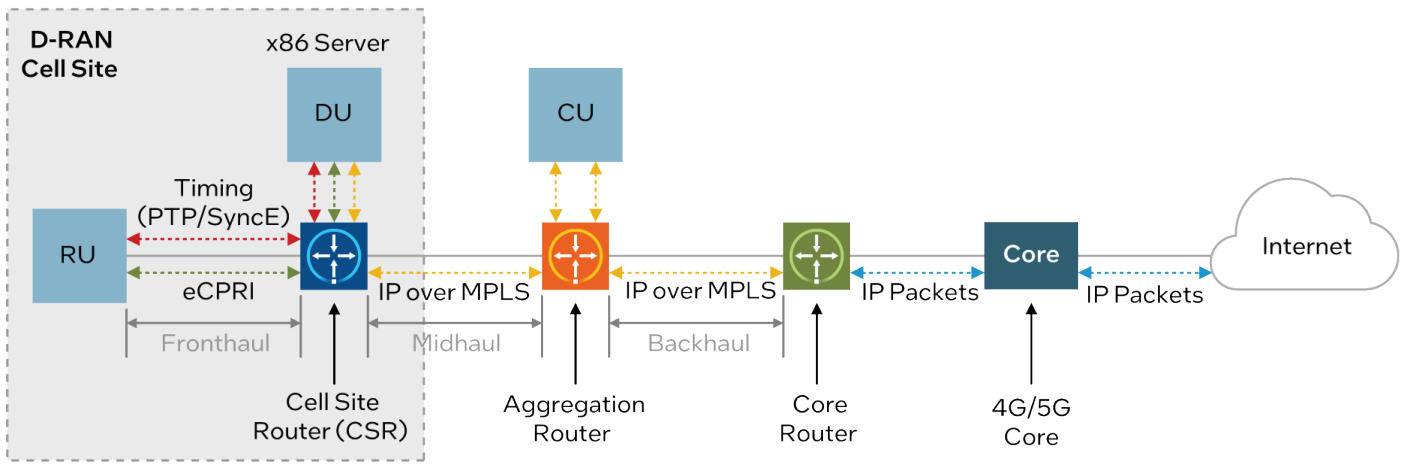 D-RAN
Cell Site
x86 Server
DU
CU
Timing
(PTP/SyncE)
RU
Core
Internet
eCPRI
IP over MPLS
IP over MPLS
IP Packets
IP Packets
Fronthaul
Midhaul
Backhaul
Cell Site
Router (CSR)
Aggregation
Router
Core
Router
4G/5G
Core